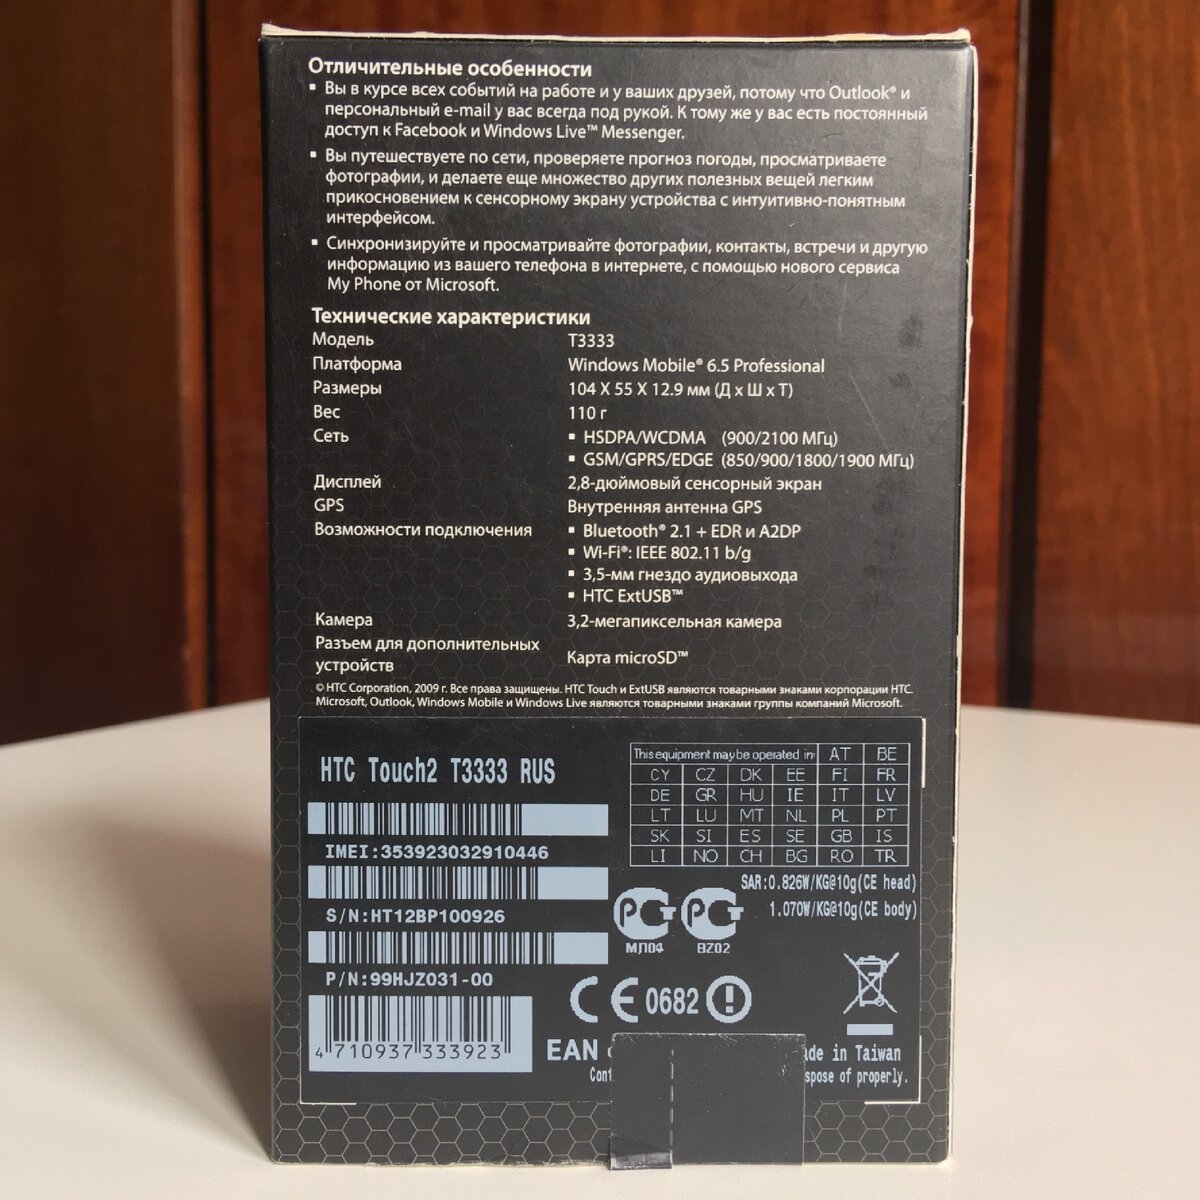 Отличительные особенности
▪ Вы в курсе всех событий на работе и у ваших друзей, потому что Outlook® и
персональный e-mail у вас всегда под рукой. К тому же у вас есть постоянный
доступ к Facebook и Windows Live™ Messenger.
▪ Вы путешествуете по сети, проверяете прогноз погоды, просматриваете
фотографии, и делаете еще множество других полезных вещей легким
прикосновением к сенсорному экрану устройства с интуитивно-понятным
интерфейсом.
▪ Синхронизируйте и просматривайте фотографии, контакты, встречи и другую
информацию из вашего телефона в интернете, с помощью нового сервиса
My Phone от Microsoft.
Технические характеристики
Модель T3333
Платформа Windows Mobile® 6.5 Professional
Размеры 104 X 55 X 12.9 мм (Д х Ш х Т)
Вес 110 г
Сеть ▪ HSDPA/WCDMA (900/2100 МГц)
▪ GSM/GPRS/EDGE (850/900/1800/1900 МГц)
Дисплей 2,8-дюймовый сенсорный экран
GPS Внутренняя антенна GPS
Возможности подключения ▪ Bluetooth® 2.1 + EDR и A2DP
▪ Wi-Fi®: IEEE 802.11 b/g
▪ 3,5-мм гнездо аудиовыхода
▪ HTC ExtUSB™
Камера 3,2-мегапиксельная камера
Разъем для дополнительных
устройств Карта microSD™
© HTC Corporation, 2009 г. Все права защищены. HTC Touch и ExtUSB являются товарными знаками корпорации HTC.
Microsoft, Outlook, Windows Mobile и Windows Live являются товарными знаками группы компаний Microsoft.
HTC Touch2 T3333 RUS
IMEI:353923032910446
S/N:HT12BP100926
P/N:99HJZ031-00
4 710937 333923
This equipment may be operated in: AT BE
CY CZ DK EE FI FR
DE GR HU IE IT LV
LT LU MT NL PL PT
SK SI ES SE GB IS
LI NO CH BG RO TR
SAR:0.826W/KG@10g(CE head)
1.070W/KG@10g(CE body)
РСТ РСТ
МЛ04 BZ02
CE 0682
EAN ade in Taiwan
Cont spose of properly.